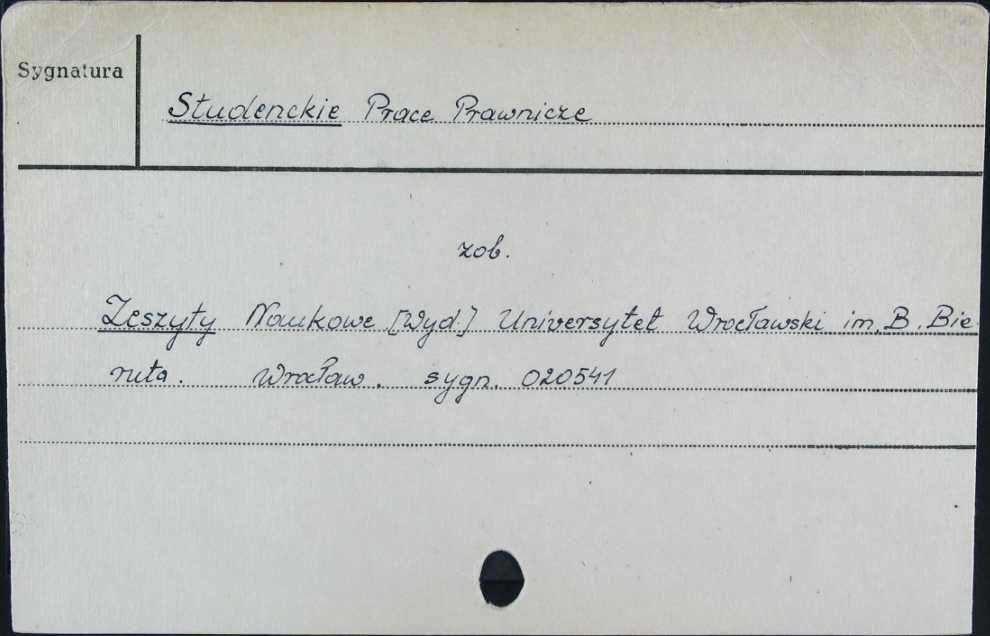 Sygnatura
Studenckie Prace Prawnicze
zob.
Zeszyty Naukowe [Wyd.] Uniwersytet Wrocławski im. B. Bie-
ruta. Wrocław. sygn. 020541